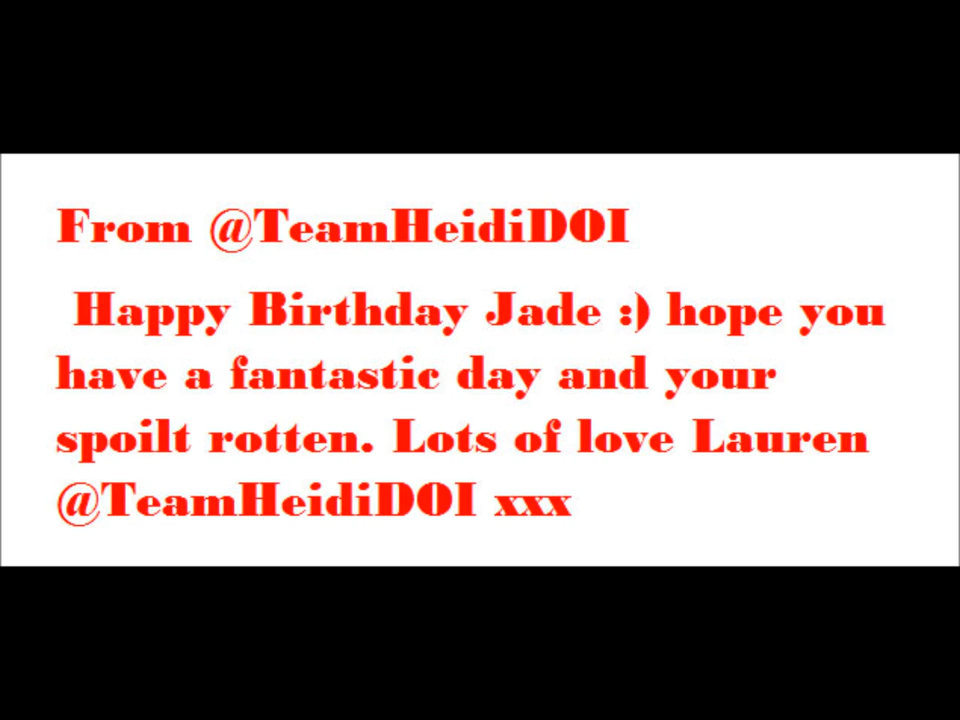 From @TeamHeidiDOI
Happy Birthday Jade :) hope you
have a fantastic day and your
spoilt rotten. Lots of love Lauren
@TeamHeidiDOI xxx